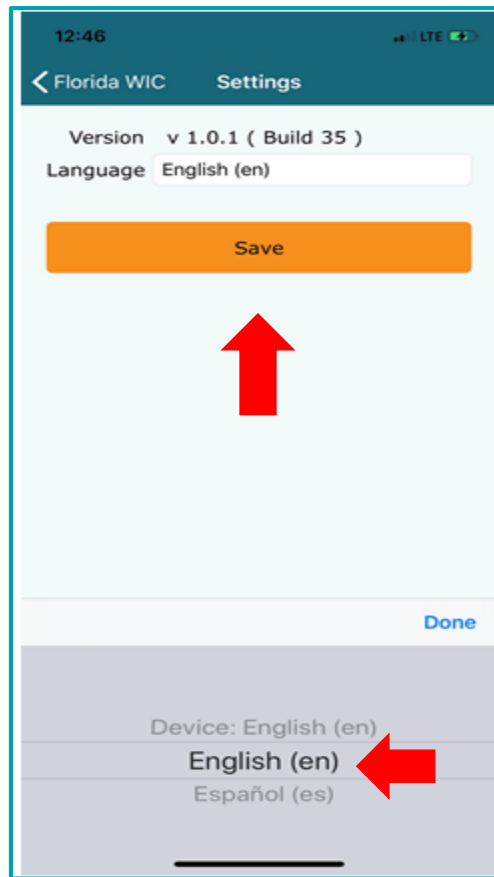 12:46 LTE
Florida WIC Settings
Version v 1.0.1 ( Build 35 )
Language English (en)
Save
Done
Device: English (en)
English (en)
Español (es)